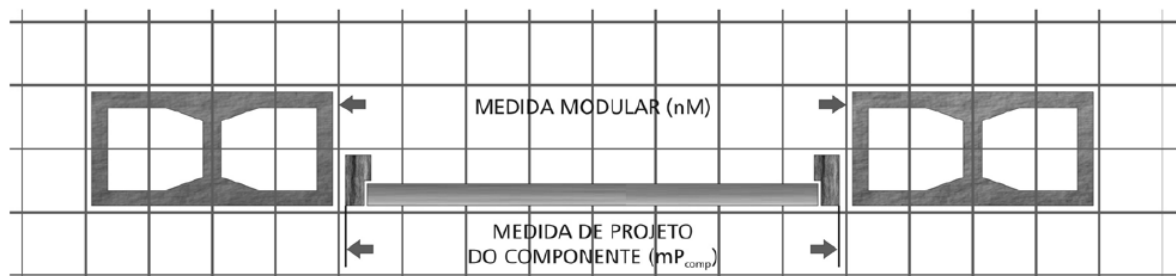 MEDIDA MODULAR (nM)
MEDIDA DE PROJETO
DO COMPONENTE (mPcomp)